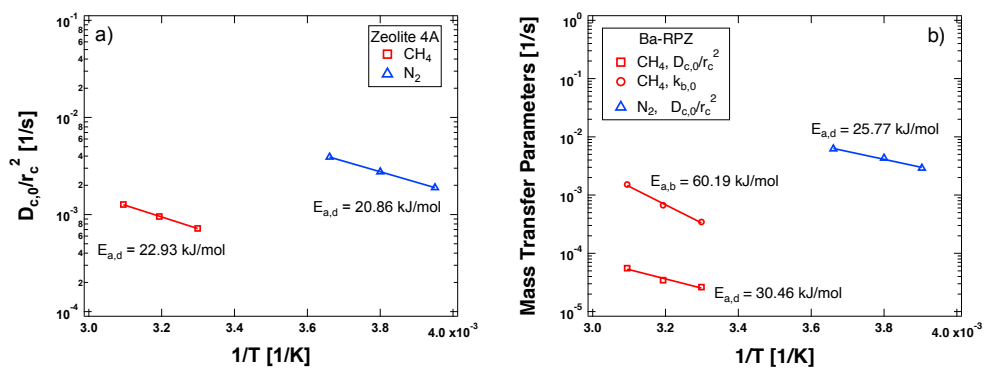 a)
Zeolite 4A
CH₄
N₂
D_c,0/r_c² [1/s]
10⁻¹
8
6
4
2
10⁻²
8
6
4
2
10⁻³
8
6
4
2
10⁻⁴
E_a,d = 20.86 kJ/mol
E_a,d = 22.93 kJ/mol
3.0 3.2 3.4 3.6 3.8 4.0 x10⁻³
1/T [1/K]
b)
Ba-RPZ
CH₄, D_c,0/r_c²
CH₄, k_b,0
N₂, D_c,0/r_c²
Mass Transfer Parameters [1/s]
10⁰
10⁻¹
10⁻²
10⁻³
10⁻⁴
10⁻⁵
E_a,d = 25.77 kJ/mol
E_a,b = 60.19 kJ/mol
E_a,d = 30.46 kJ/mol
3.0 3.2 3.4 3.6 3.8 4.0 x10⁻³
1/T [1/K]